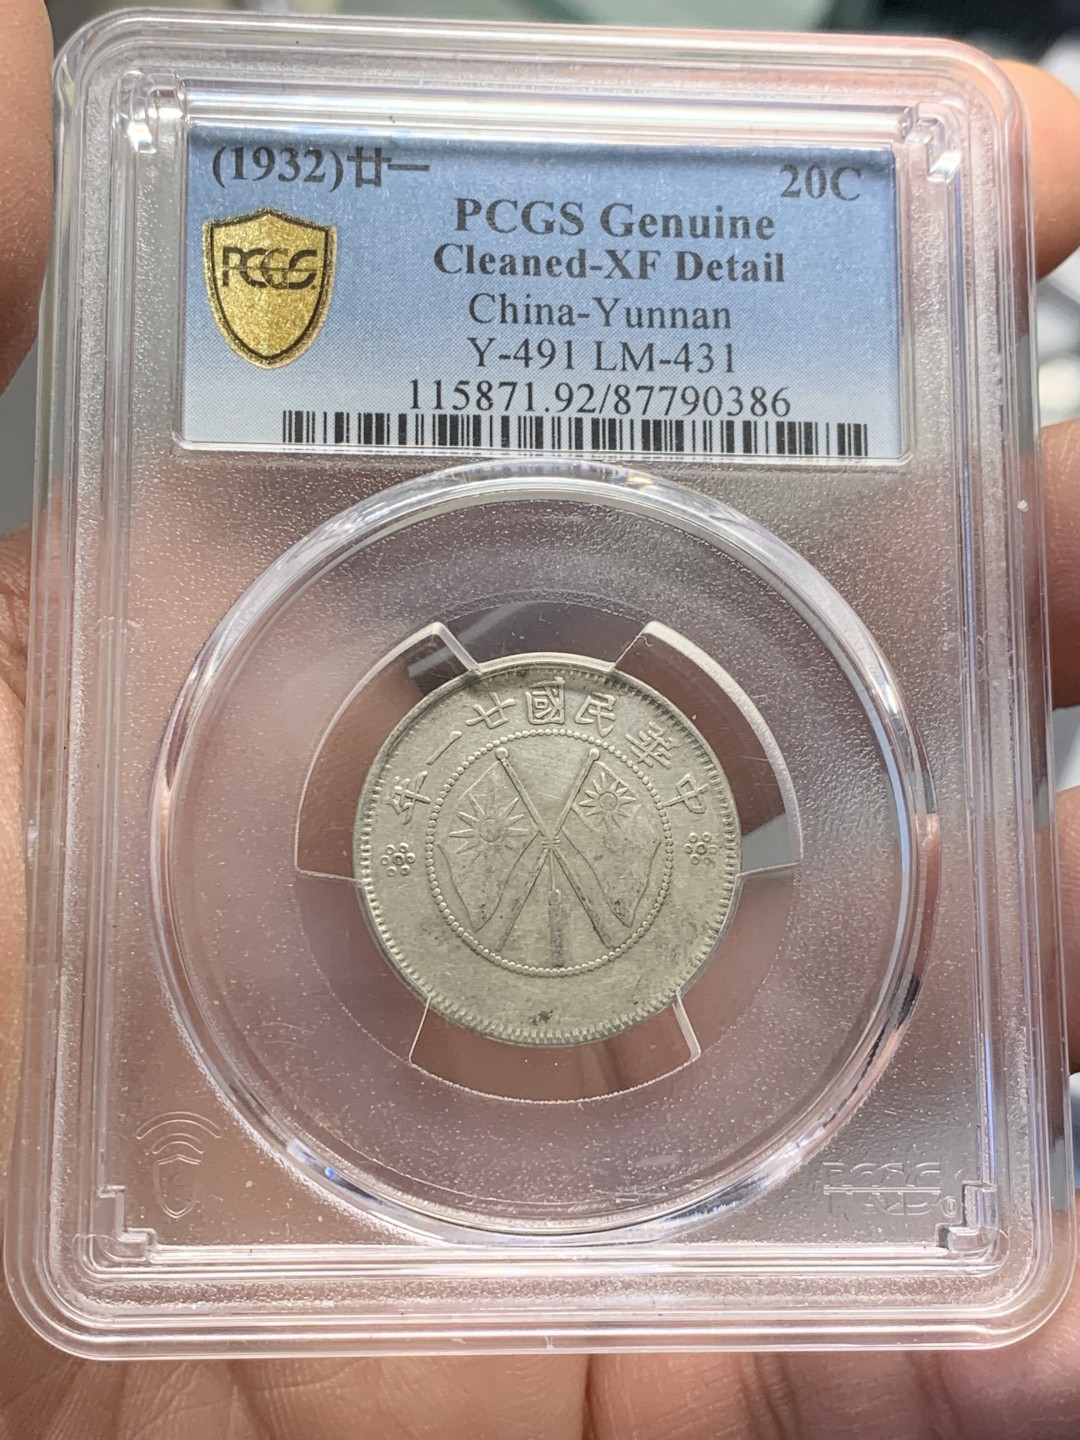 (1932)廿一 20C
PCGS Genuine
PCGS
Cleaned-XF Detail
China-Yunnan
Y-491 LM-431
115871.92/87790386
中華民國廿一年